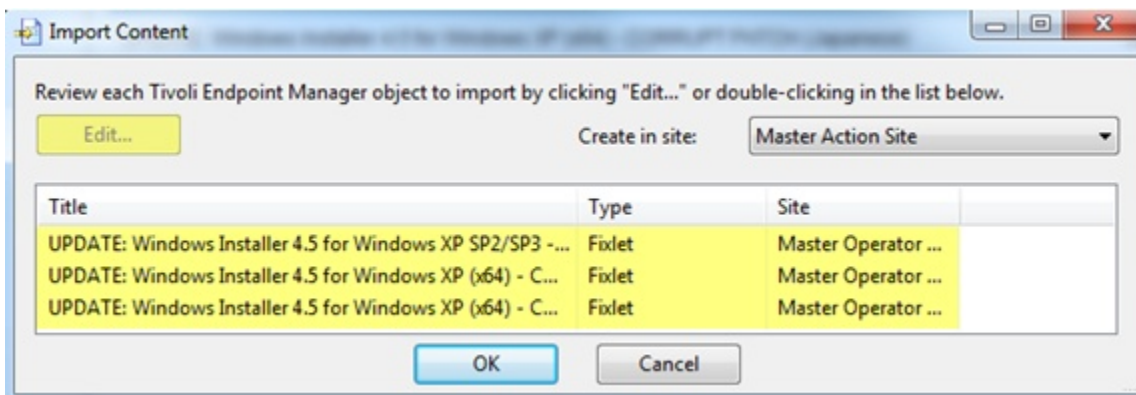 Import Content
Review each Tivoli Endpoint Manager object to import by clicking "Edit..." or double-clicking in the list below.
Edit... Create in site: Master Action Site
Title Type Site
UPDATE: Windows Installer 4.5 for Windows XP SP2/SP3 -... Fixlet Master Operator ...
UPDATE: Windows Installer 4.5 for Windows XP (x64) - C... Fixlet Master Operator ...
UPDATE: Windows Installer 4.5 for Windows XP (x64) - C... Fixlet Master Operator ...
OK Cancel